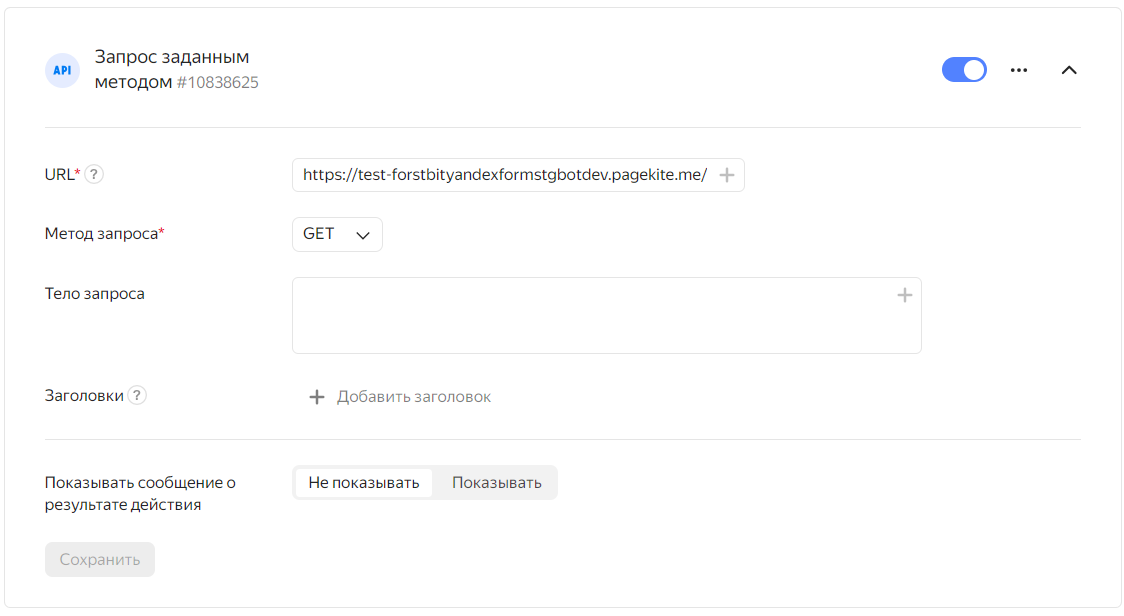 API
Запрос заданным
методом #10838625
URL* ?
https://test-forstbityandexformstgbotdev.pagekite.me/
Метод запроса*
GET
Тело запроса
Заголовки ?
Добавить заголовок
Показывать сообщение о
результате действия
Не показывать
Показывать
Сохранить